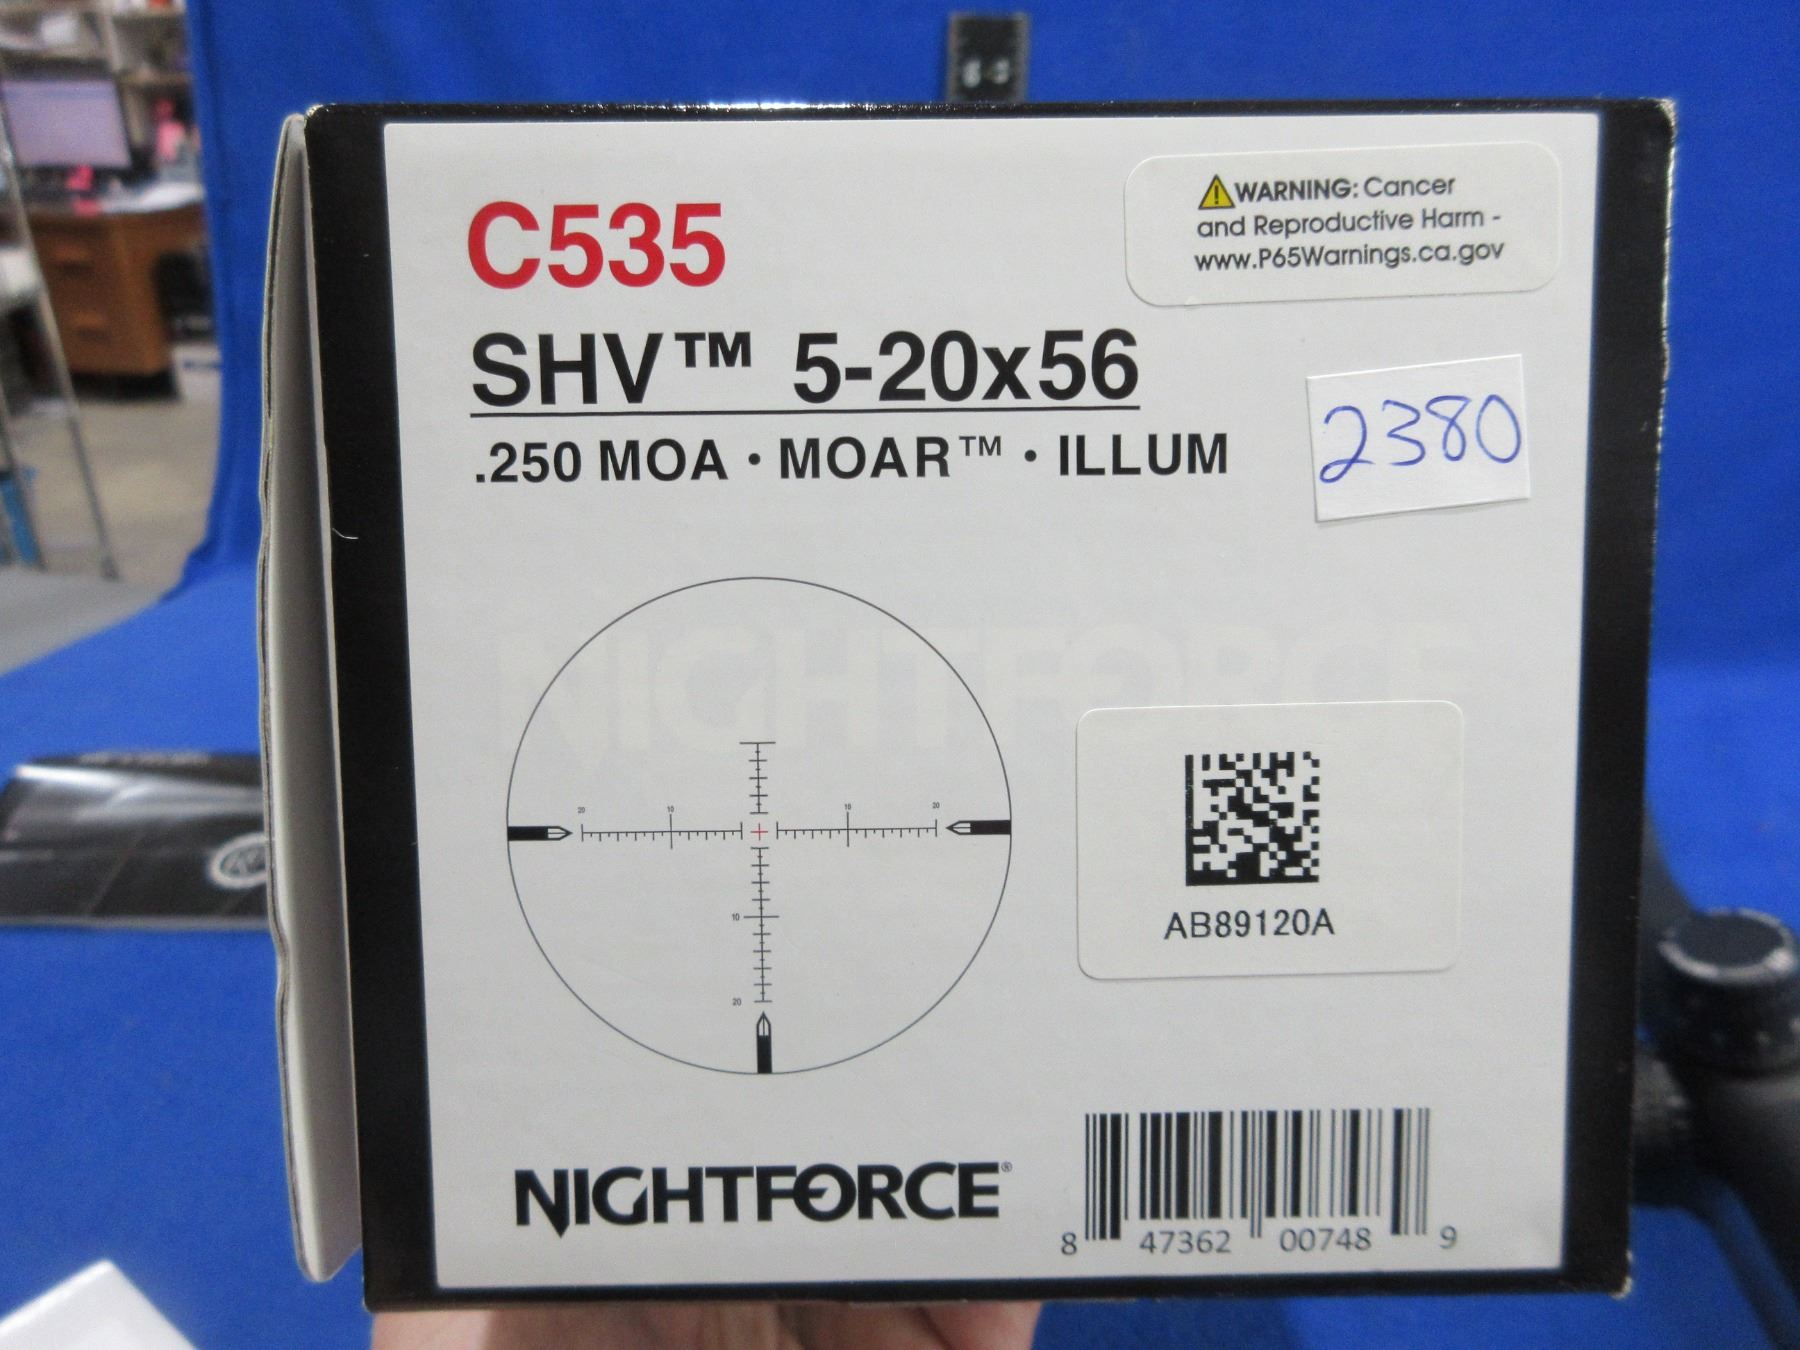 C535
⚠WARNING: Cancer
and Reproductive Harm -
www.P65Warnings.ca.gov
SHV™ 5-20x56
.250 MOA • MOAR™ • ILLUM
2380
NIGHTFORCE
20 10 10 20
10
20
AB89120A
NIGHTFORCE®
8 47362 00748 9